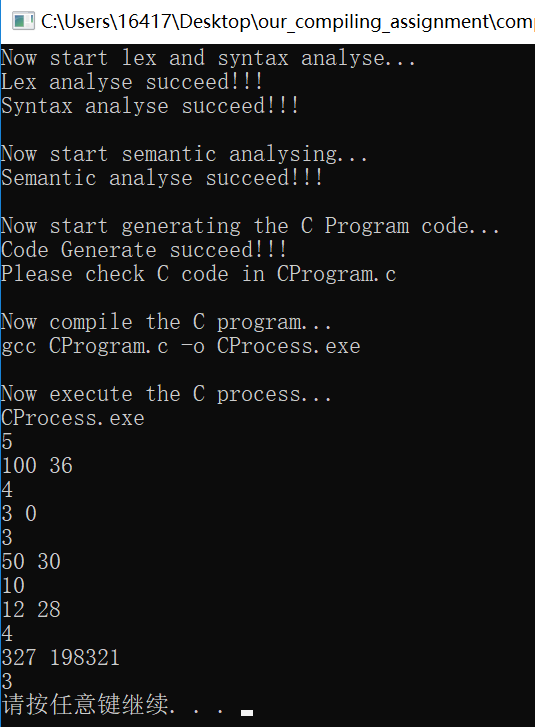 C:\Users\16417\Desktop\our_compiling_assignment\com
Now start lex and syntax analyse...
Lex analyse succeed!!!
Syntax analyse succeed!!!
Now start semantic analysing...
Semantic analyse succeed!!!
Now start generating the C Program code...
Code Generate succeed!!!
Please check C code in CProgram.c
Now compile the C program...
gcc CProgram.c -o CProcess.exe
Now execute the C process...
CProcess.exe
5
100 36
4
3 0
3
50 30
10
12 28
4
327 198321
3
请按任意键继续. . .